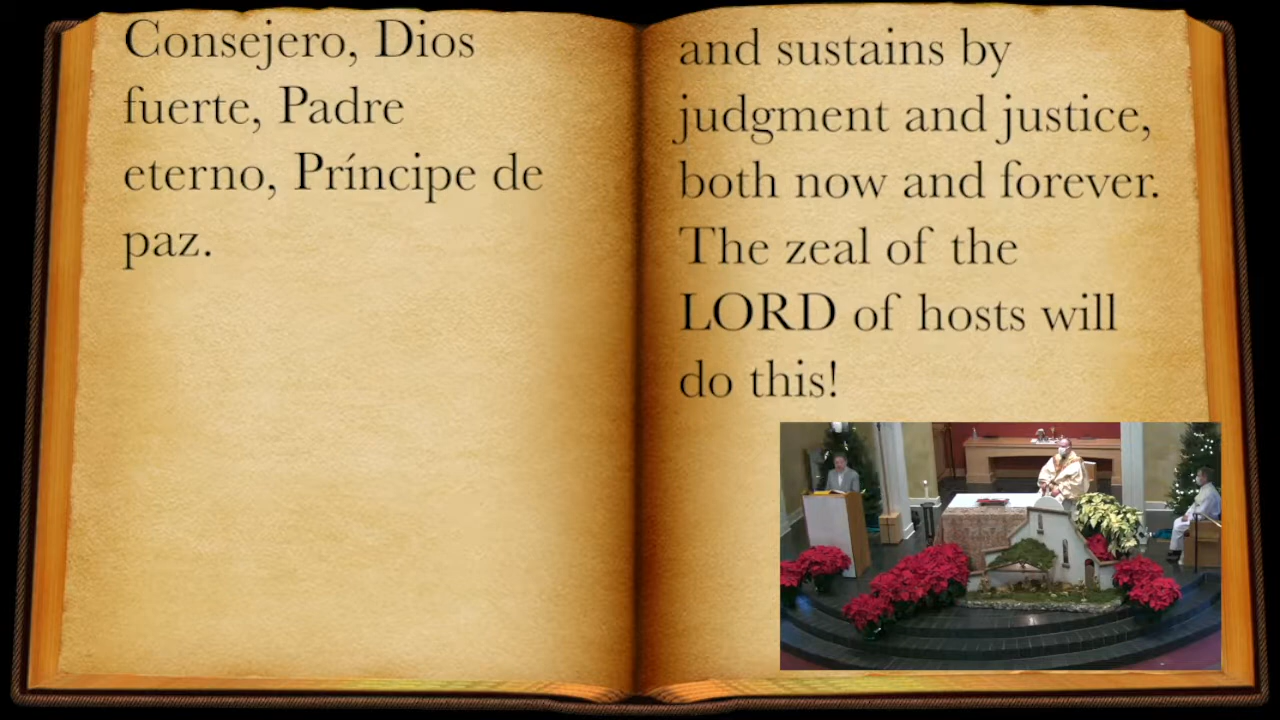 Consejero, Dios
fuerte, Padre
eterno, Príncipe de
paz.
and sustains by
judgment and justice,
both now and forever.
The zeal of the
LORD of hosts will
do this!